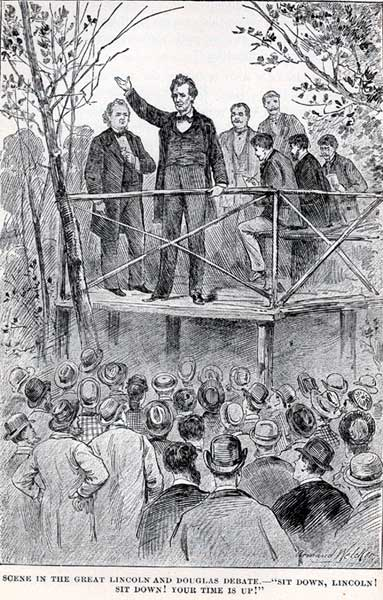 SCENE IN THE GREAT LINCOLN AND DOUGLAS DEBATE.—"SIT DOWN, LINCOLN!
SIT DOWN! YOUR TIME IS UP!"